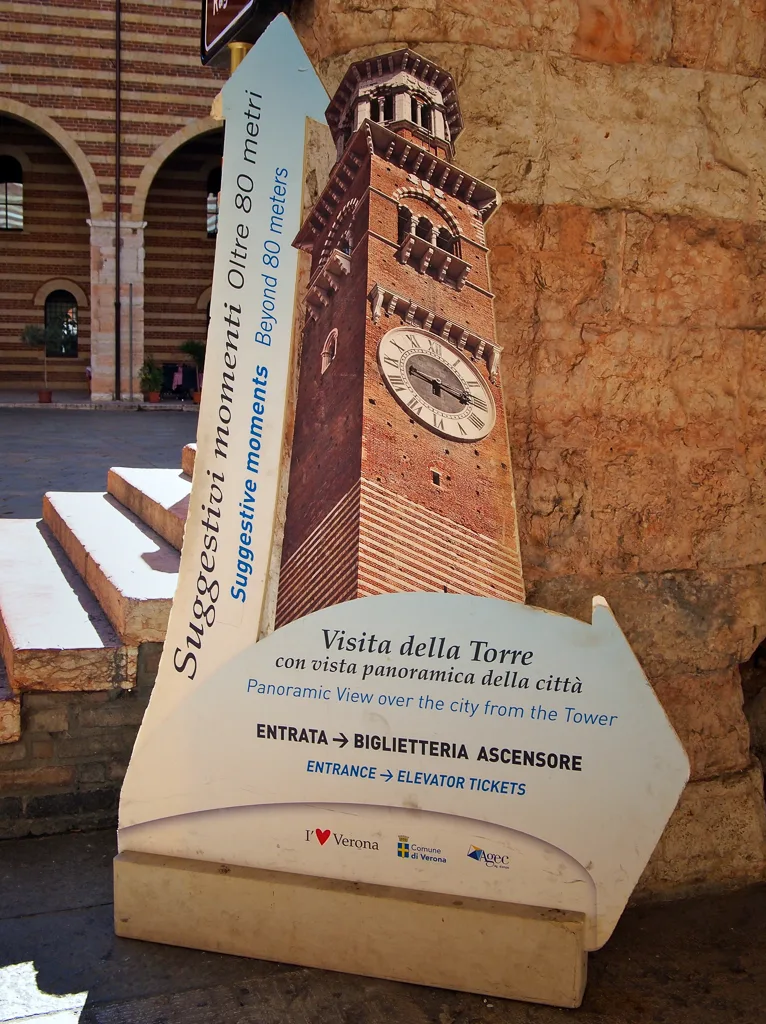 Suggestivi momenti Oltre 80 metri
Suggestive moments Beyond 80 meters
Visita della Torre
con vista panoramica della città
Panoramic View over the city from the Tower
ENTRATA → BIGLIETTERIA ASCENSORE
ENTRANCE → ELEVATOR TICKETS
I ♥ Verona
Comune
di Verona
Agec